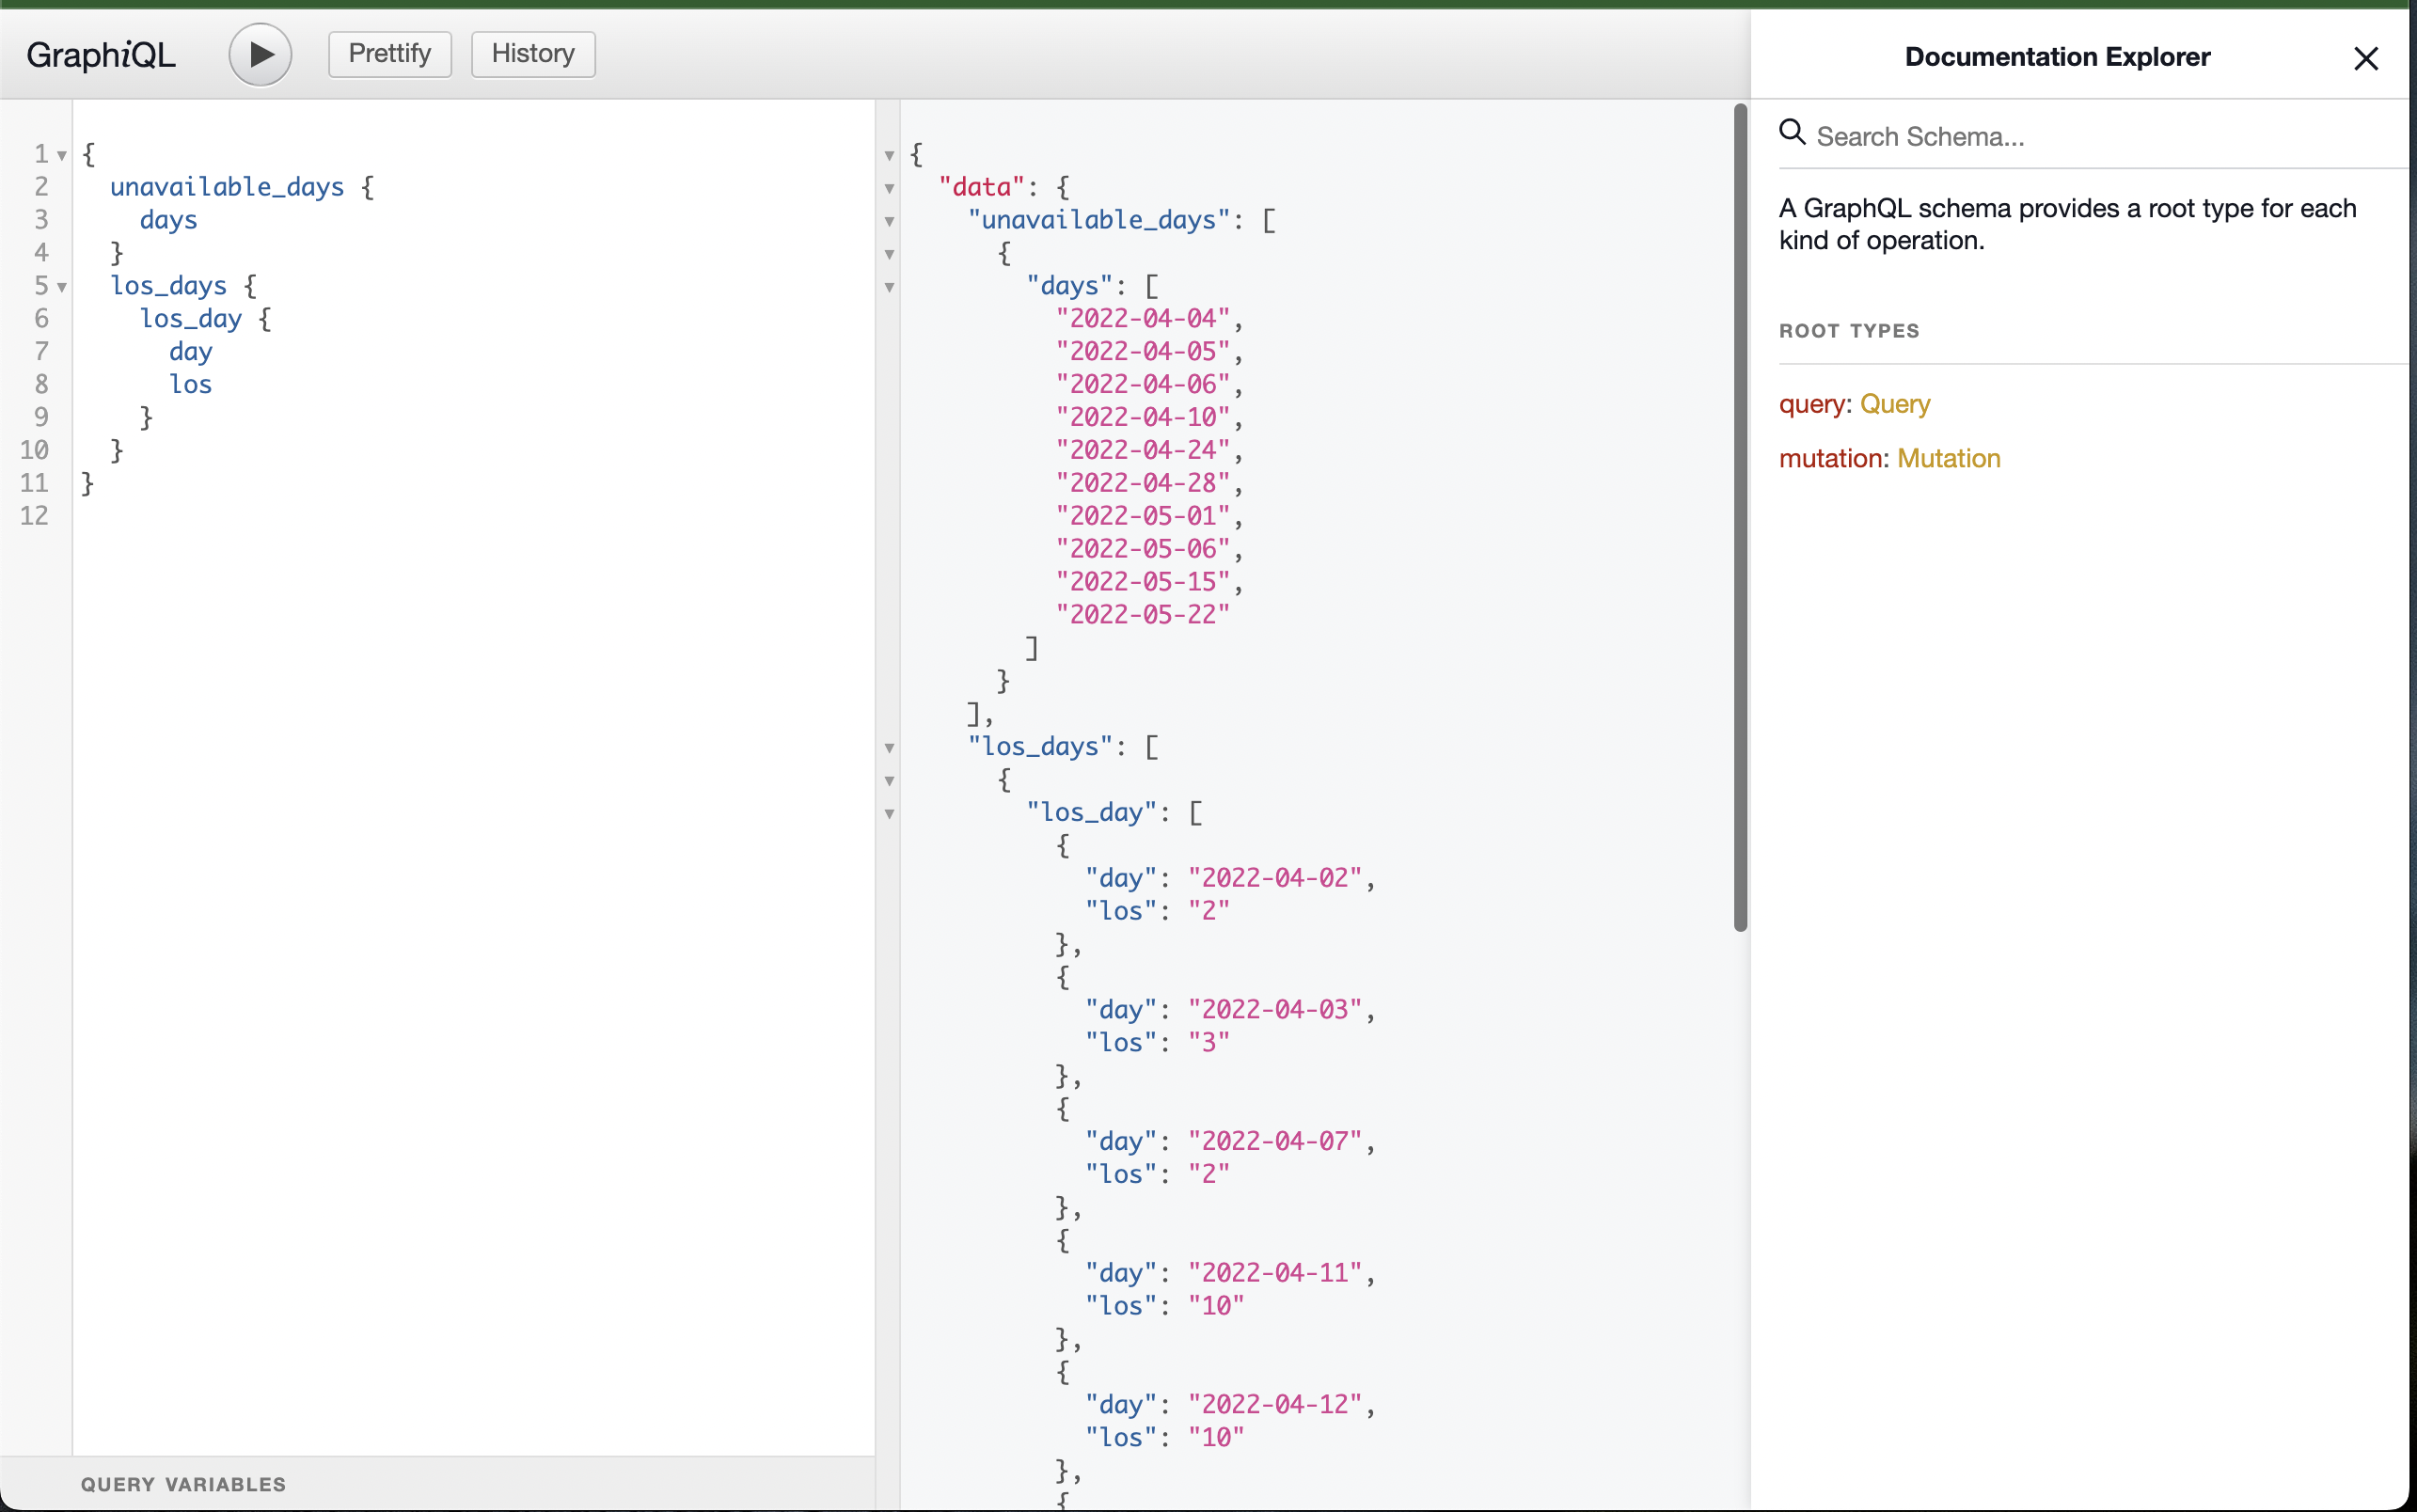 GraphiQL
Prettify
History
1 {
2   unavailable_days {
3     days
4   }
5   los_days {
6     los_day {
7       day
8       los
9     }
10   }
11 }
12
QUERY VARIABLES
{
  "data": {
    "unavailable_days": [
      {
        "days": [
          "2022-04-04",
          "2022-04-05",
          "2022-04-06",
          "2022-04-10",
          "2022-04-24",
          "2022-04-28",
          "2022-05-01",
          "2022-05-06",
          "2022-05-15",
          "2022-05-22"
        ]
      }
    ],
    "los_days": [
      {
        "los_day": [
          {
            "day": "2022-04-02",
            "los": "2"
          },
          {
            "day": "2022-04-03",
            "los": "3"
          },
          {
            "day": "2022-04-07",
            "los": "2"
          },
          {
            "day": "2022-04-11",
            "los": "10"
          },
          {
            "day": "2022-04-12",
            "los": "10"
          },
          {
Documentation Explorer
Search Schema...
A GraphQL schema provides a root type for each
kind of operation.
ROOT TYPES
query: Query
mutation: Mutation